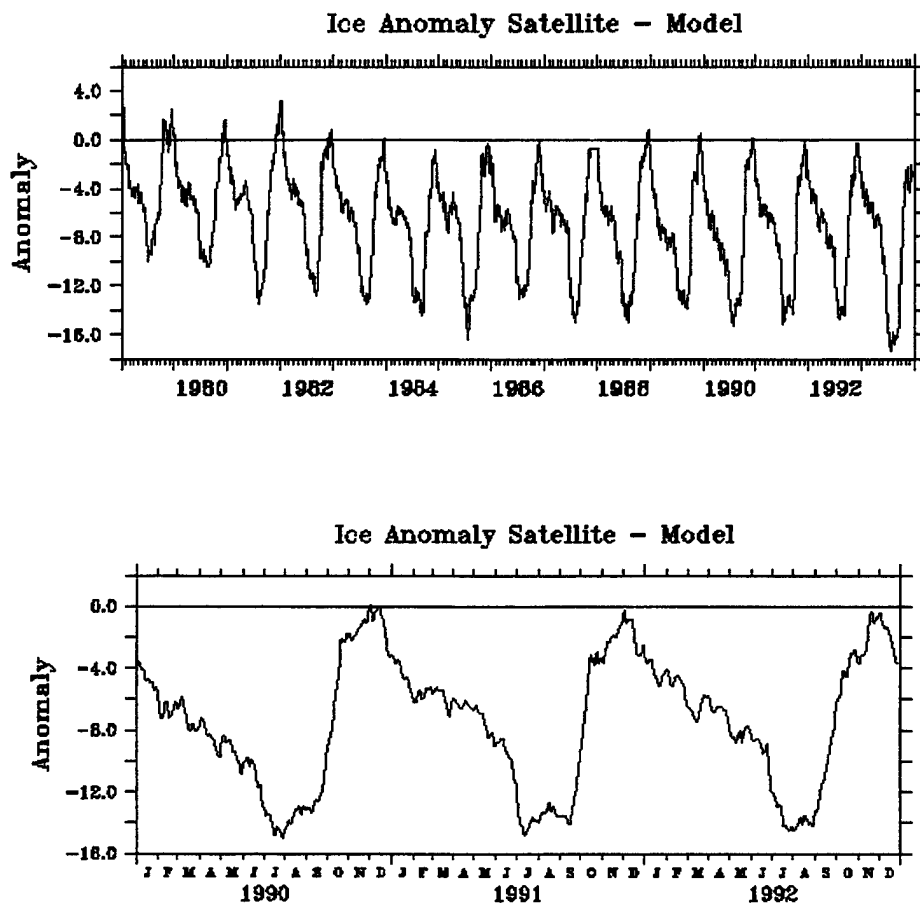 Ice Anomaly Satellite - Model
4.0
0.0
-4.0
-8.0
-12.0
-16.0
Anomaly
1980 1982 1984 1986 1988 1990 1992
Ice Anomaly Satellite - Model
0.0
-4.0
-8.0
-12.0
-16.0
Anomaly
J F M A M J J A S O N D J F M A M J J A S O N D J F M A M J J A S O N D
1990 1991 1992